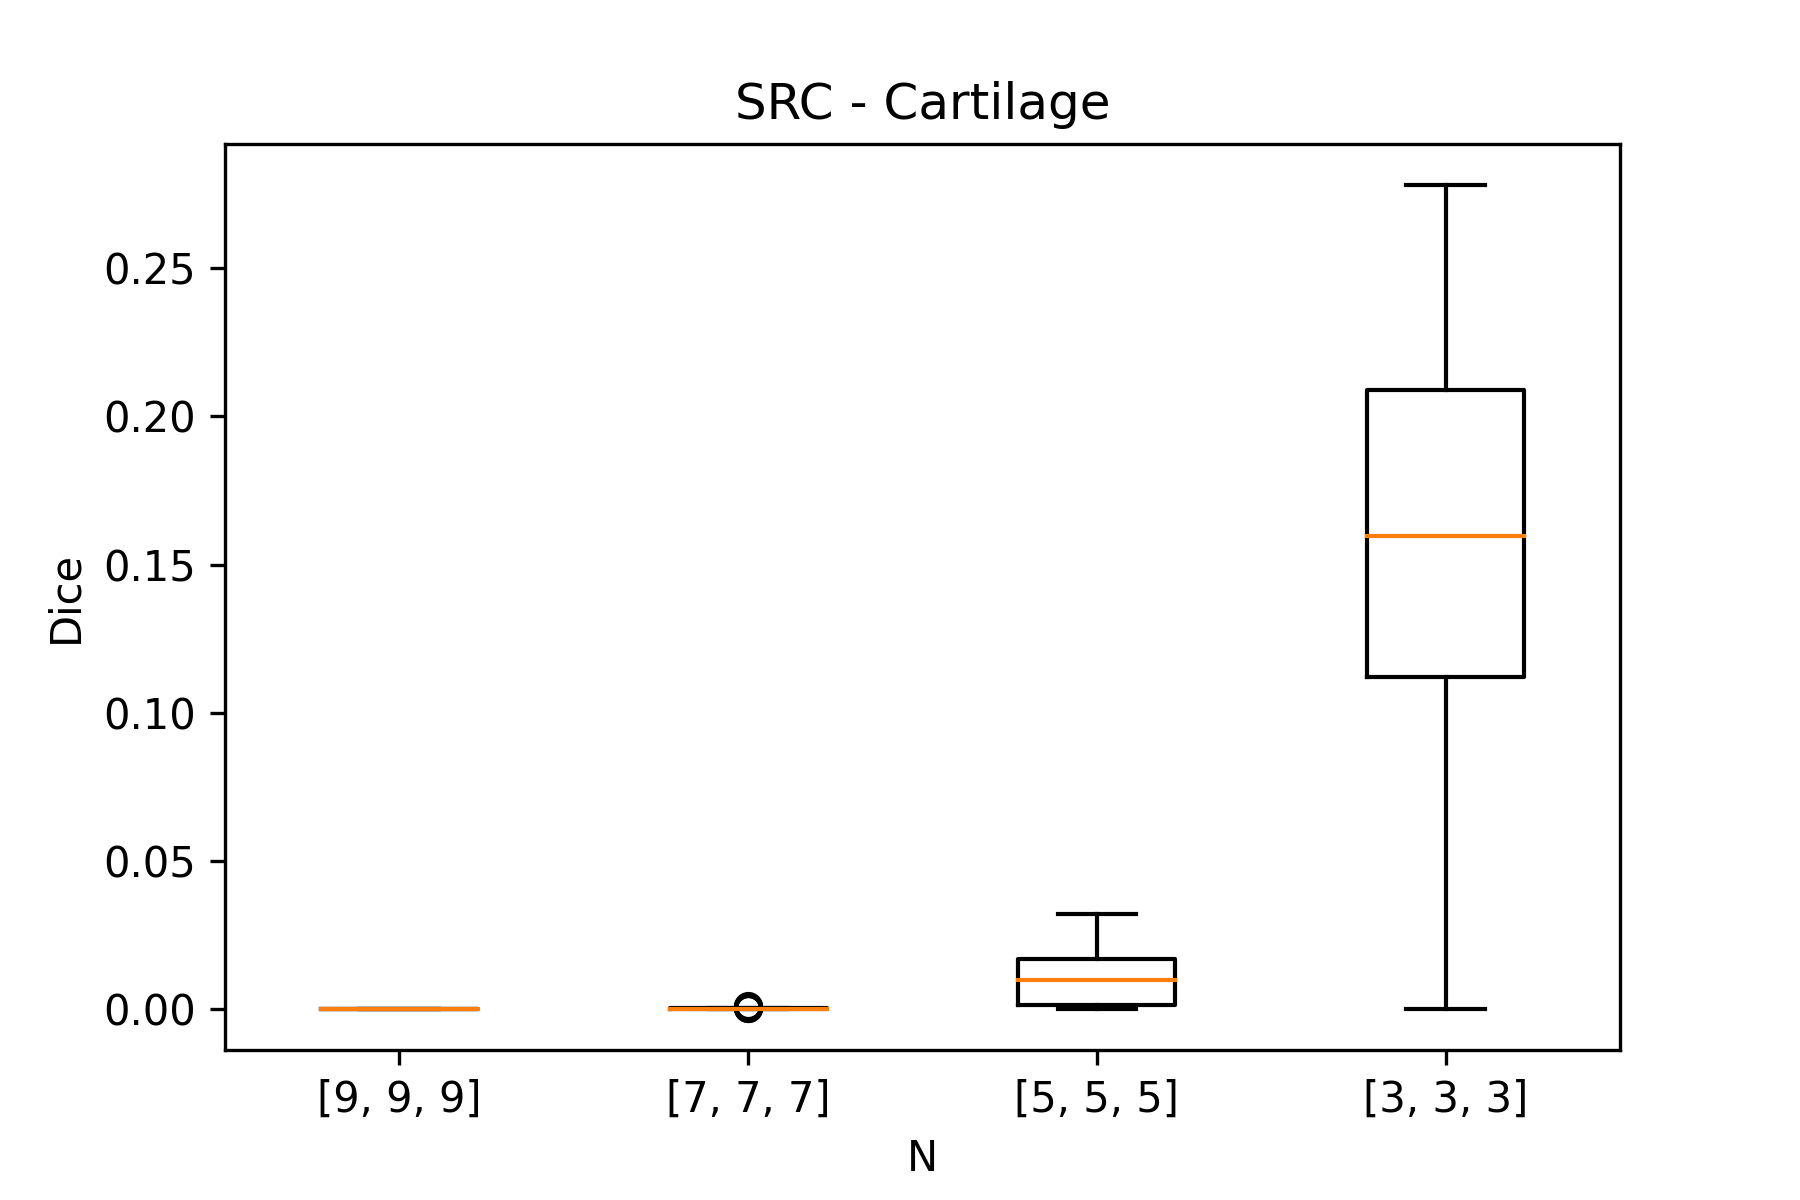 SRC - Cartilage
Dice
0.25
0.20
0.15
0.10
0.05
0.00
[9, 9, 9] [7, 7, 7] [5, 5, 5] [3, 3, 3]
N